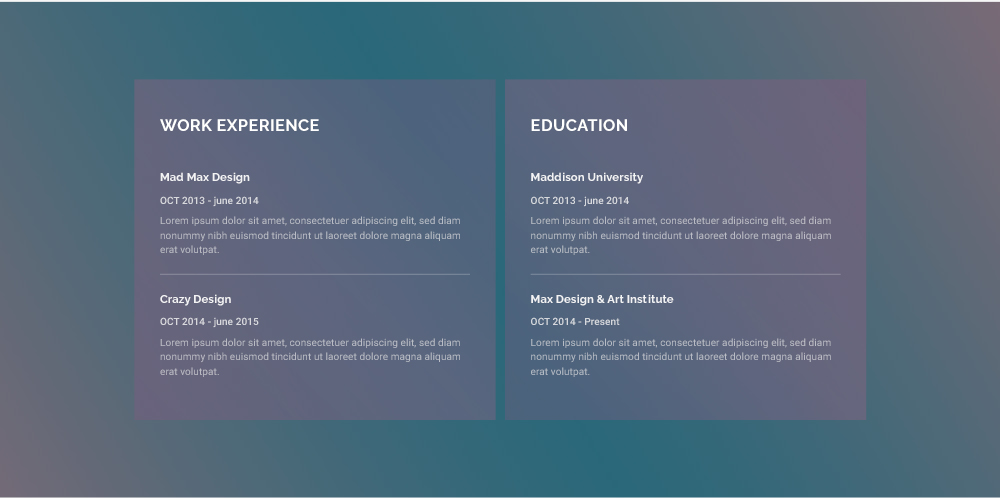 WORK EXPERIENCE
Mad Max Design
OCT 2013 - june 2014
Lorem ipsum dolor sit amet, consectetuer adipiscing elit, sed diam
nonummy nibh euismod tincidunt ut laoreet dolore magna aliquam
erat volutpat.
Crazy Design
OCT 2014 - june 2015
Lorem ipsum dolor sit amet, consectetuer adipiscing elit, sed diam
nonummy nibh euismod tincidunt ut laoreet dolore magna aliquam
erat volutpat.
EDUCATION
Maddison University
OCT 2013 - june 2014
Lorem ipsum dolor sit amet, consectetuer adipiscing elit, sed diam
nonummy nibh euismod tincidunt ut laoreet dolore magna aliquam
erat volutpat.
Max Design & Art Institute
OCT 2014 - Present
Lorem ipsum dolor sit amet, consectetuer adipiscing elit, sed diam
nonummy nibh euismod tincidunt ut laoreet dolore magna aliquam
erat volutpat.